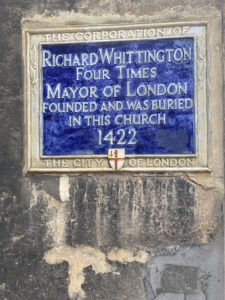 THE CORPORATION OF
RICHARD WHITTINGTON
FOUR TIMES
MAYOR OF LONDON
FOUNDED AND WAS BURIED
IN THIS CHURCH
1422
THE CITY OF LONDON